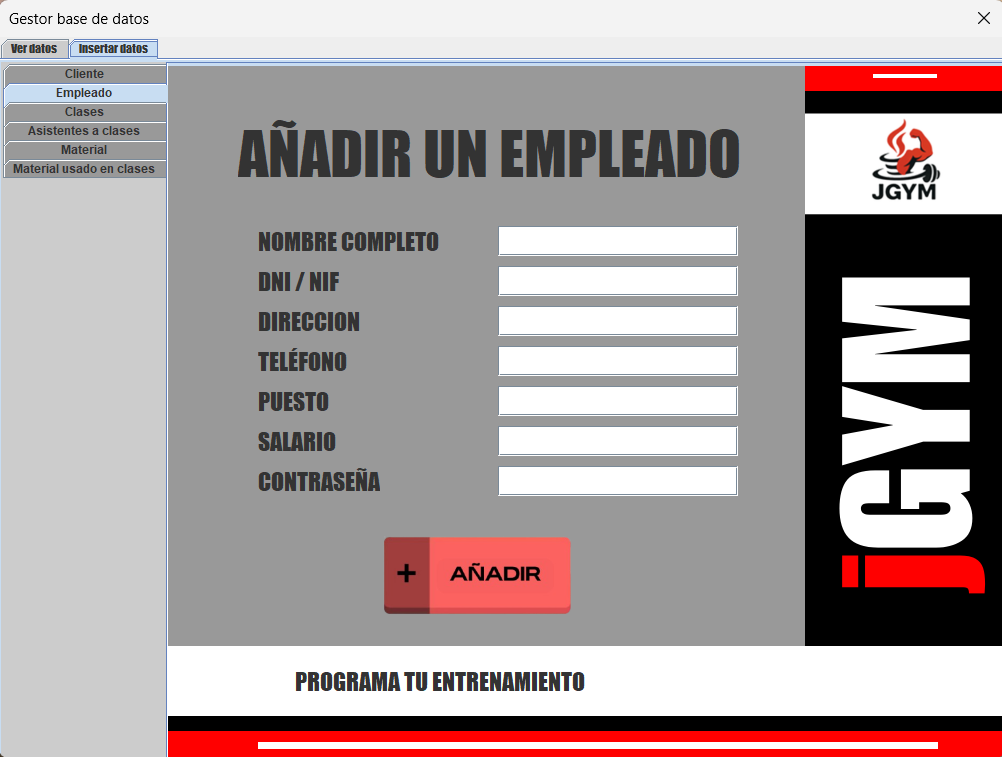 Gestor base de datos
Ver datos
Insertar datos
Cliente
Empleado
Clases
Asistentes a clases
Material
Material usado en clases
AÑADIR UN EMPLEADO
NOMBRE COMPLETO
DNI / NIF
DIRECCION
TELÉFONO
PUESTO
SALARIO
CONTRASEÑA
+ AÑADIR
JGYM
jGYM
PROGRAMA TU ENTRENAMIENTO